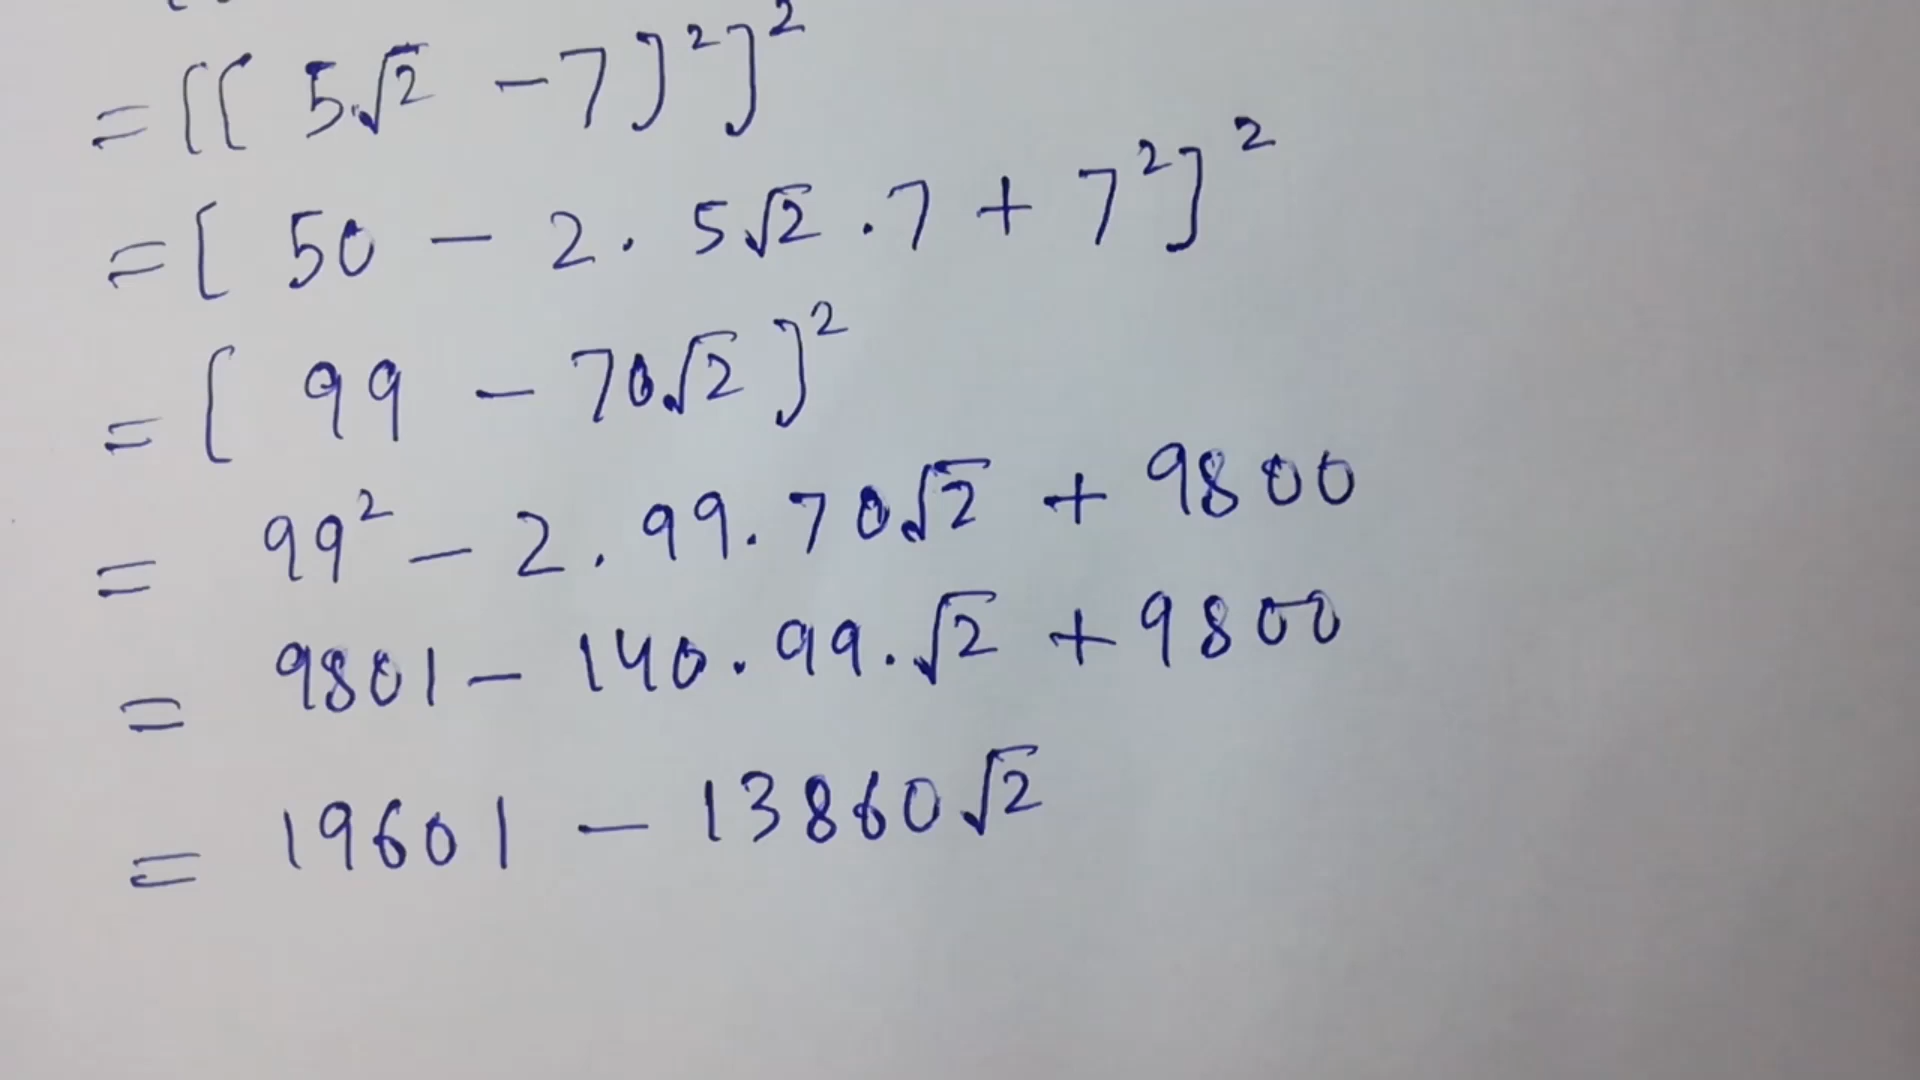 = [[ 5√2 - 7]²]²
= [ 50 - 2 . 5√2 . 7 + 7²]²
= [ 99 - 70√2 ]²
= 99² - 2 . 99 . 70√2 + 9800
= 9801 - 140 . 99 . √2 + 9800
= 19601 - 13860√2